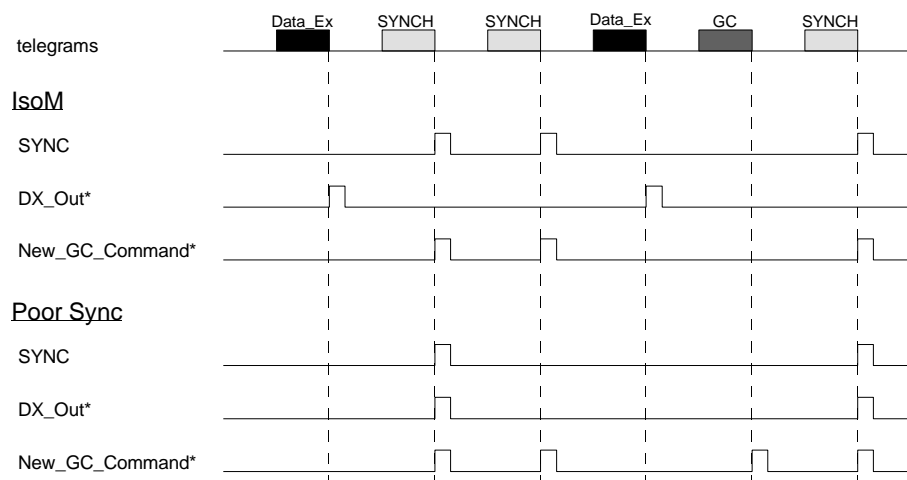 Data_Ex SYNCH SYNCH Data_Ex GC SYNCH
telegrams
IsoM
SYNC
DX_Out*
New_GC_Command*
Poor Sync
SYNC
DX_Out*
New_GC_Command*